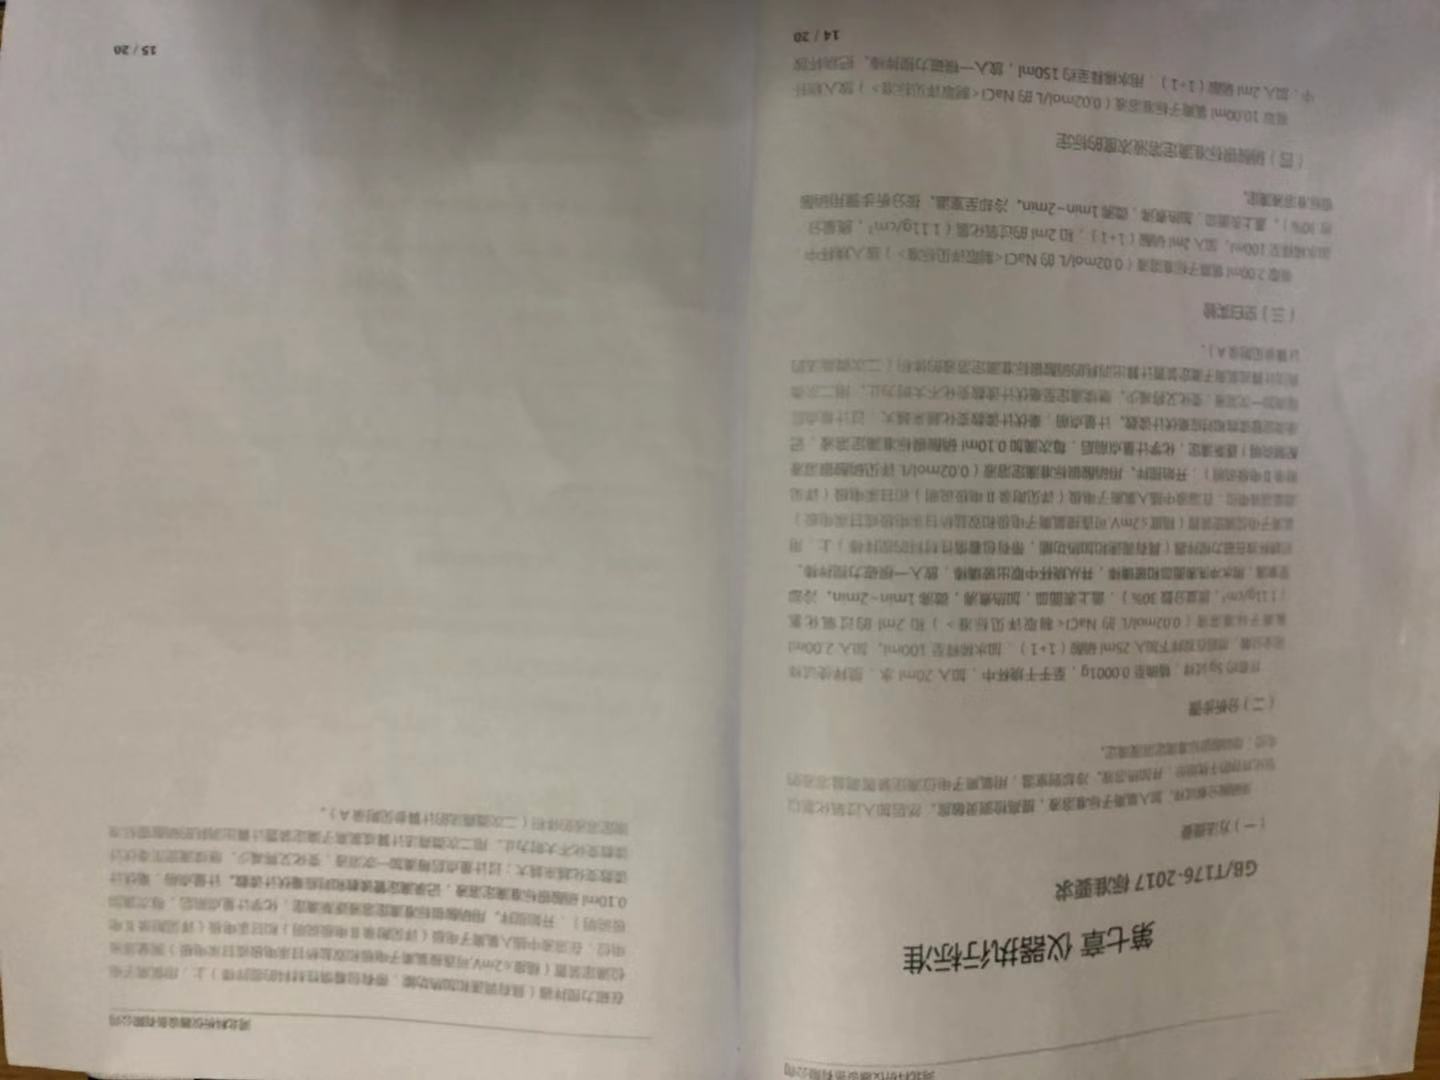 河北科析仪器设备有限公司
第七章 仪器执行标准
GB/T176-2017 标准要求
（一）方法提要
用硝酸分解试样。加入氯离子标准溶液，提高检测灵敏度。然后加入过氧化氢以
氧化共存的干扰组份，并加热溶液。冷却到室温，用氯离子电位滴定装置测量溶液的
电位，用硝酸银标准滴定溶液滴定。
（二）分析步骤
称取约 5g 试样，精确至 0.0001g，至于干烧杯中，加入 20ml 水，搅拌使试样
完全分散，然后在搅拌下加入 25ml 硝酸（1+1），加水稀释至 100ml。加入 2.00ml
氯离子标准溶液（0.02mol/L 的 NaCl<制取详见标准>）和 2ml 的过氧化氢
（1.11g/cm³，质量分数 30%），盖上表面皿，加热煮沸，微沸 1min~2min。冷却
至室温，用水冲洗表面皿和玻璃棒，并从烧杯中取出玻璃棒，放入一根磁力搅拌棒。
把烧杯放在磁力搅拌器（具有调速和加热功能，带有包着惰性材料的搅拌棒）上，用
氯离子电位滴定装置（精度≤2mV,可连接氯离子电极和双盐桥甘汞电极或甘汞电极）
测量溶液电位，在溶液中插入氯离子电极（详见附录Ⅱ电极说明）和甘汞电极（详见
附录Ⅱ电极说明），开始搅拌。用硝酸银标准滴定溶液（0.02mol/L 详见硝酸银溶液
配制说明）逐渐滴定，化学计量点前后，每次滴加 0.10ml 硝酸银标准滴定溶液，记
录滴定管读数和对应毫伏计读数。计量点前，毫伏计读数变化越来越大；过计量点后
每滴加一次溶液，变化又将减少。继续滴定至毫伏计读数变化不大时为止。用二次微
商法计算或氯离子滴定装置计算出消耗的硝酸银标准滴定溶液的体积（二次微商法的
计算参见附录 A）。
（三）空白实验
吸取 2.00ml 氯离子标准溶液（0.02mol/L 的 NaCl<制取详见标准>）放入烧杯中，
加水稀释至 100ml。加入 2ml 硝酸（1+1），和 2ml 的过氧化氢（1.11g/cm³，质量分
数 30%）。盖上表面皿，加热煮沸，微沸 1min~2min。冷却至室温。按分析步骤用硝酸
银标准溶液滴定。
（四）硝酸银标准滴定溶液浓度的标定
吸取 10.00ml 氯离子标准溶液（0.02mol/L 的 NaCl<制取详见标准>）放入烧杯
中，加入 2ml 硝酸（1+1），用水稀释至约 150ml，放入一根磁力搅拌棒。把烧杯放
14 / 20
河北科析仪器设备有限公司
在磁力搅拌器（具有调速和加热功能，带有包着惰性材料的搅拌棒）上，用氯离子电
位滴定装置（精度≤2mV,可连接氯离子电极和双盐桥甘汞电极或甘汞电极）测量溶液
电位，在溶液中插入氯离子电极（详见附录Ⅱ电极说明）和甘汞电极（详见附录Ⅱ电
极说明），开始搅拌。用硝酸银标准滴定溶液逐渐滴定，化学计量点前后，每次滴加
0.10ml 硝酸银标准滴定溶液，记录滴定管读数和对应毫伏计读数。计量点前，毫伏计
读数变化越来越大；过计量点后每滴加一次溶液，变化又将减少。继续滴定至毫伏计
读数变化不大时为止。用二次微商法计算或氯离子滴定装置计算出消耗的硝酸银标准
滴定溶液的体积（二次微商法的计算参见附录 A）。
15 / 20